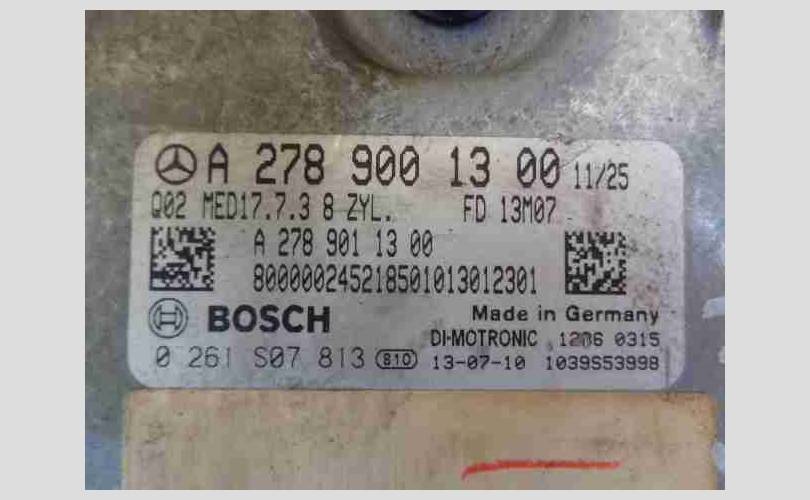 A 278 900 13 00 11/25
Q02 MED17.7.3 8 ZYL. FD 13M07
A 278 901 13 00
800000245218501013012301
BOSCH Made in Germany
DI-MOTRONIC 1206 0315
0 261 S07 813 810 13-07-10 1039S53998